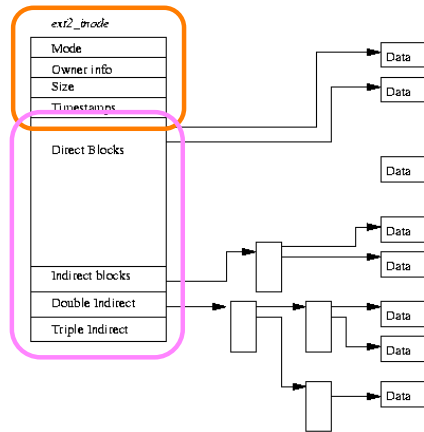 ext2_inode
Mode
Owner info
Size
Timestamps
Direct Blocks
Indirect blocks
Double Indirect
Triple Indirect
Data
Data
Data
Data
Data
Data
Data
Data